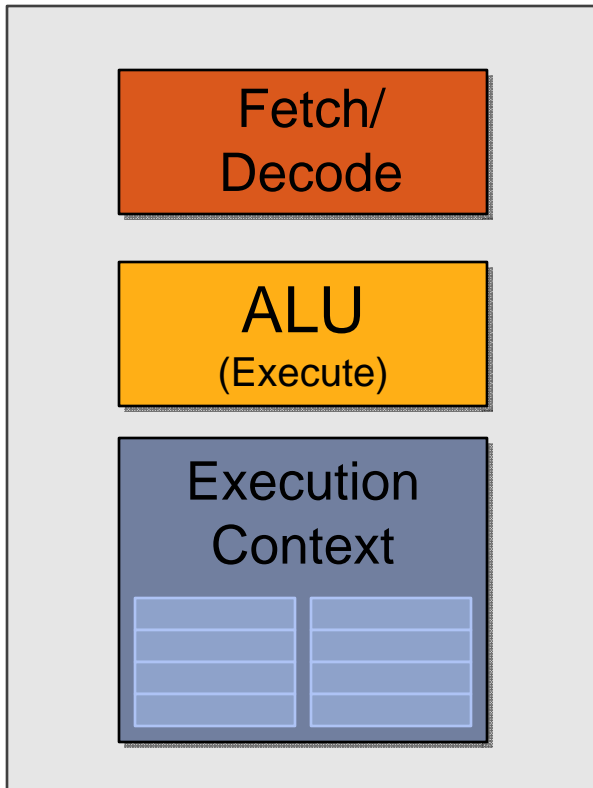 Fetch/
Decode
ALU
(Execute)
Execution
Context